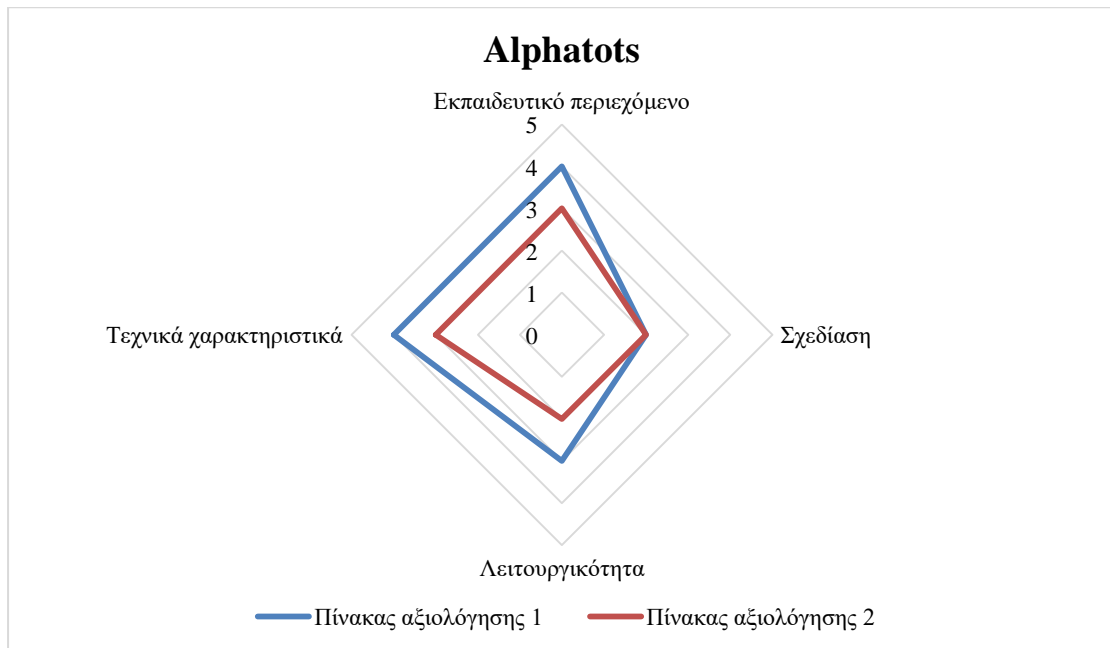 Alphatots
Εκπαιδευτικό περιεχόμενο
5
4
3
2
1
0
Τεχνικά χαρακτηριστικά
Σχεδίαση
Λειτουργικότητα
Πίνακας αξιολόγησης 1
Πίνακας αξιολόγησης 2